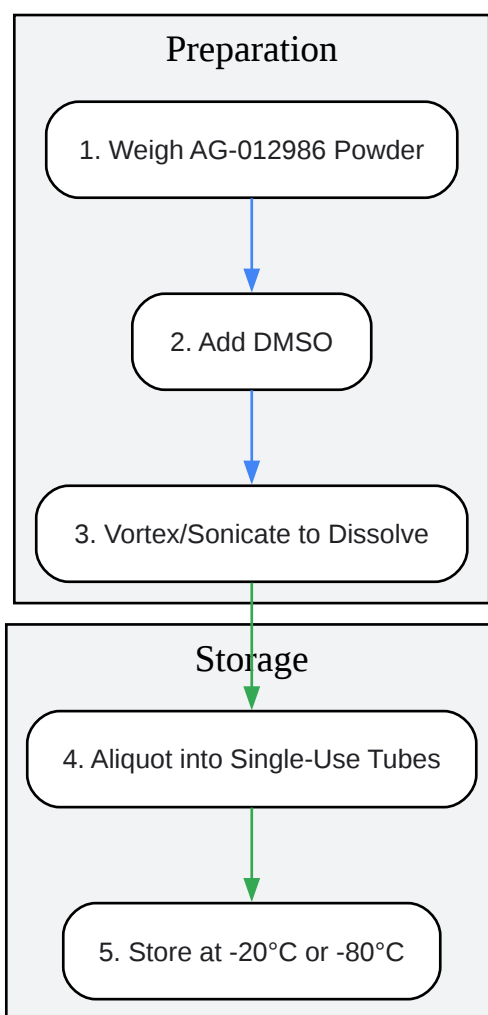 Preparation
1. Weigh AG-012986 Powder
2. Add DMSO
3. Vortex/Sonicate to Dissolve
Storage
4. Aliquot into Single-Use Tubes
5. Store at -20°C or -80°C